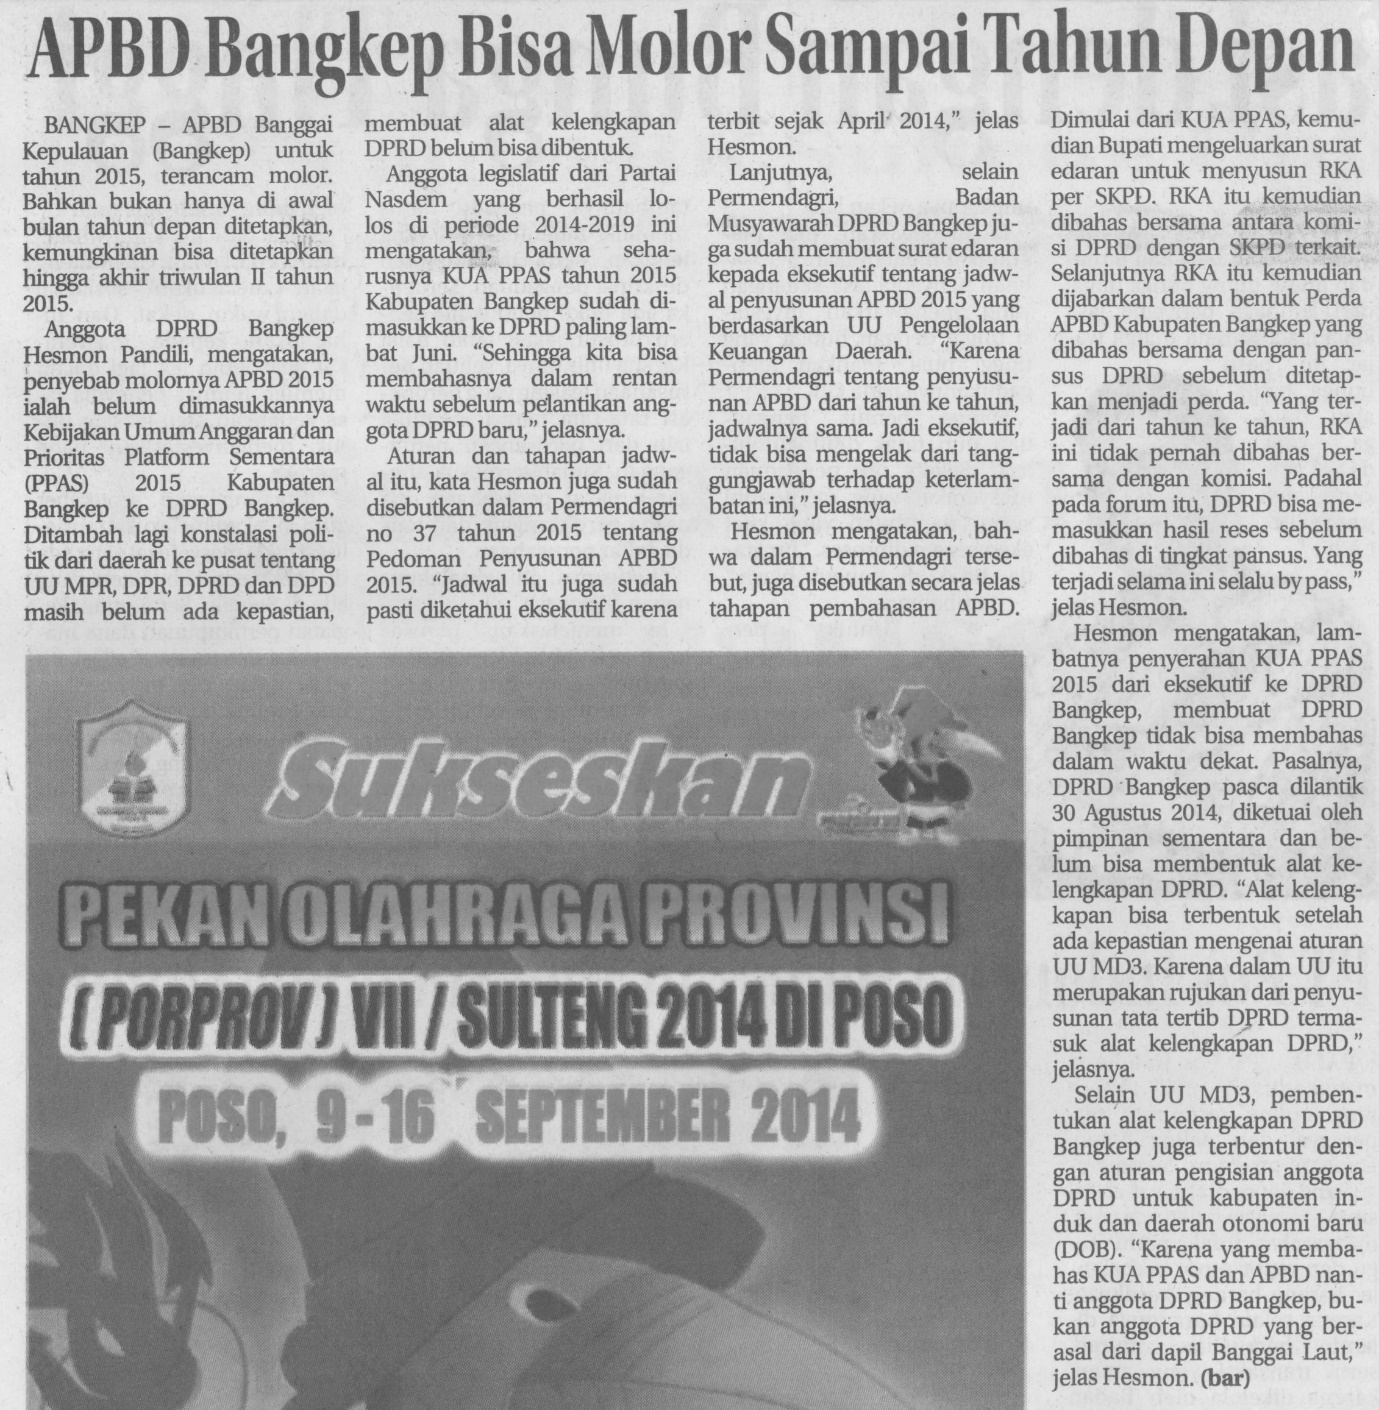 APBD Bangkep Bisa Molor Sampai Tahun Depan
BANGKEP – APBD Banggai
Kepulauan (Bangkep) untuk
tahun 2015, terancam molor.
Bahkan bukan hanya di awal
bulan tahun depan ditetapkan,
kemungkinan bisa ditetapkan
hingga akhir triwulan II tahun
2015.
Anggota DPRD Bangkep
Hesmon Pandili, mengatakan,
penyebab molornya APBD 2015
ialah belum dimasukkannya
Kebijakan Umum Anggaran dan
Prioritas Platform Sementara
(PPAS) 2015 Kabupaten
Bangkep ke DPRD Bangkep.
Ditambah lagi konstalasi poli-
tik dari daerah ke pusat tentang
UU MPR, DPR, DPRD dan DPD
masih belum ada kepastian,
membuat alat kelengkapan
DPRD belum bisa dibentuk.
Anggota legislatif dari Partai
Nasdem yang berhasil lo-
los di periode 2014-2019 ini
mengatakan, bahwa seha-
rusnya KUA PPAS tahun 2015
Kabupaten Bangkep sudah di-
masukkan ke DPRD paling lam-
bat Juni. “Sehingga kita bisa
membahasnya dalam rentan
waktu sebelum pelantikan ang-
gota DPRD baru,” jelasnya.
Aturan dan tahapan jadw-
al itu, kata Hesmon juga sudah
disebutkan dalam Permendagri
no 37 tahun 2015 tentang
Pedoman Penyusunan APBD
2015. “Jadwal itu juga sudah
pasti diketahui eksekutif karena
terbit sejak April 2014,” jelas
Hesmon.
Lanjutnya, selain
Permendagri, Badan
Musyawarah DPRD Bangkep ju-
ga sudah membuat surat edaran
kepada eksekutif tentang jadw-
al penyusunan APBD 2015 yang
berdasarkan UU Pengelolaan
Keuangan Daerah. “Karena
Permendagri tentang penyusu-
nan APBD dari tahun ke tahun,
jadwalnya sama. Jadi eksekutif,
tidak bisa mengelak dari tang-
gungjawab terhadap keterlam-
batan ini,” jelasnya.
Hesmon mengatakan, bah-
wa dalam Permendagri terse-
but, juga disebutkan secara jelas
tahapan pembahasan APBD.
Dimulai dari KUA PPAS, kemu-
dian Bupati mengeluarkan surat
edaran untuk menyusun RKA
per SKPD. RKA itu kemudian
dibahas bersama antara komi-
si DPRD dengan SKPD terkait.
Selanjutnya RKA itu kemudian
dijabarkan dalam bentuk Perda
APBD Kabupaten Bangkep yang
dibahas bersama dengan pan-
sus DPRD sebelum ditetap-
kan menjadi perda. “Yang ter-
jadi dari tahun ke tahun, RKA
ini tidak pernah dibahas ber-
sama dengan komisi. Padahal
pada forum itu, DPRD bisa me-
masukkan hasil reses sebelum
dibahas di tingkat pansus. Yang
terjadi selama ini selalu by pass,”
jelas Hesmon.
Hesmon mengatakan, lam-
batnya penyerahan KUA PPAS
2015 dari eksekutif ke DPRD
Bangkep, membuat DPRD
Bangkep tidak bisa membahas
dalam waktu dekat. Pasalnya,
DPRD Bangkep pasca dilantik
30 Agustus 2014, diketuai oleh
pimpinan sementara dan be-
lum bisa membentuk alat ke-
lengkapan DPRD. “Alat keleng-
kapan bisa terbentuk setelah
ada kepastian mengenai aturan
UU MD3. Karena dalam UU itu
merupakan rujukan dari penyu-
sunan tata tertib DPRD terma-
suk alat kelengkapan DPRD,”
jelasnya.
Selain UU MD3, pemben-
tukan alat kelengkapan DPRD
Bangkep juga terbentur den-
gan aturan pengisian anggota
DPRD untuk kabupaten in-
duk dan daerah otonomi baru
(DOB). “Karena yang memba-
has KUA PPAS dan APBD nan-
ti anggota DPRD Bangkep, bu-
kan anggota DPRD yang ber-
asal dari dapil Banggai Laut,”
jelas Hesmon. (bar)
Sukseskan
PEKAN OLAHRAGA PROVINSI
(PORPROV) VII / SULTENG 2014 DI POSO
POSO, 9 - 16 SEPTEMBER 2014